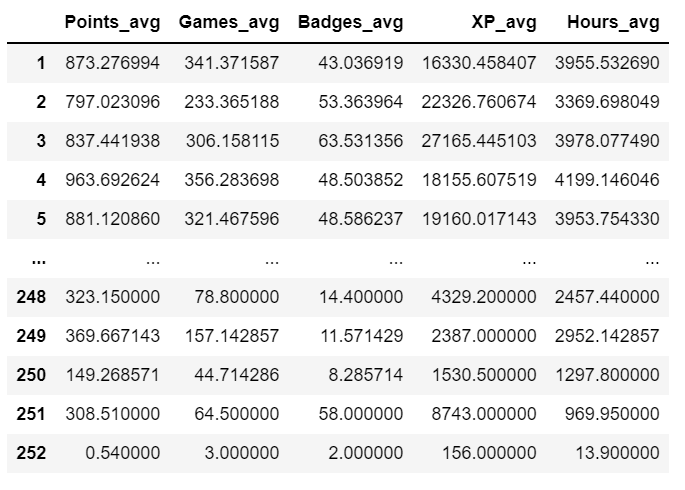 Points_avg Games_avg Badges_avg XP_avg Hours_avg
1 873.276994 341.371587 43.036919 16330.458407 3955.532690
2 797.023096 233.365188 53.363964 22326.760674 3369.698049
3 837.441938 306.158115 63.531356 27165.445103 3978.077490
4 963.692624 356.283698 48.503852 18155.607519 4199.146046
5 881.120860 321.467596 48.586237 19160.017143 3953.754330
... ... ... ... ... ...
248 323.150000 78.800000 14.400000 4329.200000 2457.440000
249 369.667143 157.142857 11.571429 2387.000000 2952.142857
250 149.268571 44.714286 8.285714 1530.500000 1297.800000
251 308.510000 64.500000 58.000000 8743.000000 969.950000
252 0.540000 3.000000 2.000000 156.000000 13.900000